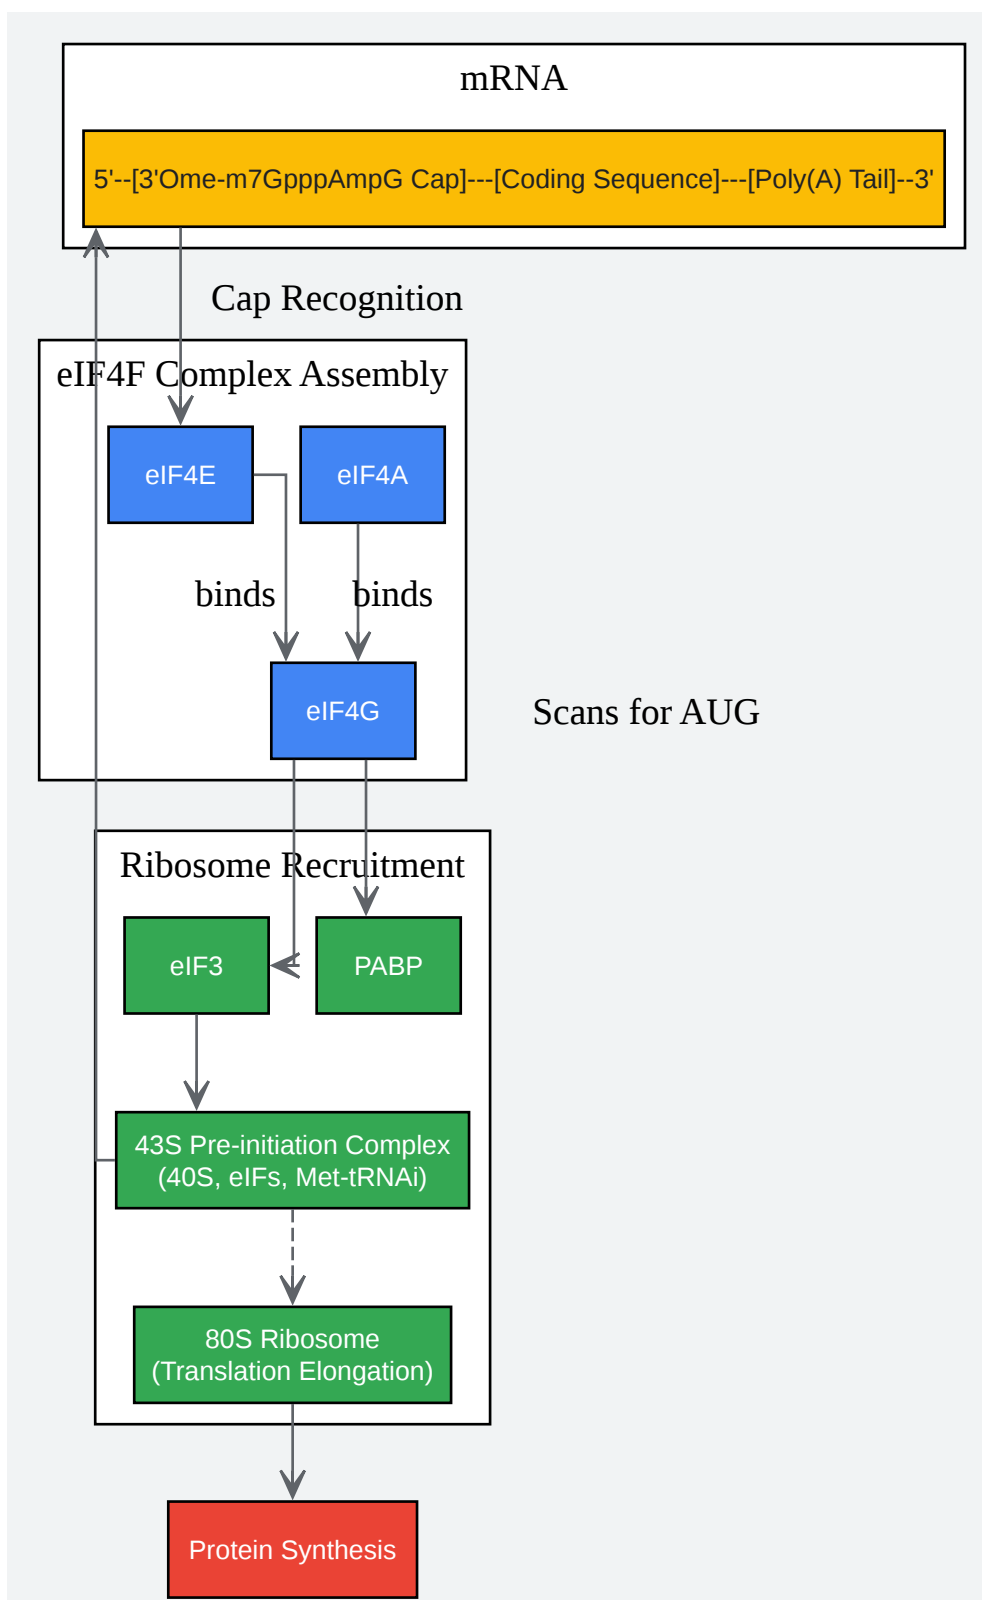 mRNA
5'--[3'Ome-m7GpppAmpG Cap]---[Coding Sequence]---[Poly(A) Tail]--3'
Cap Recognition
eIF4F Complex Assembly
eIF4E
eIF4A
binds
binds
eIF4G
Scans for AUG
Ribosome Recruitment
eIF3
PABP
43S Pre-initiation Complex
(40S, eIFs, Met-tRNAi)
80S Ribosome
(Translation Elongation)
Protein Synthesis